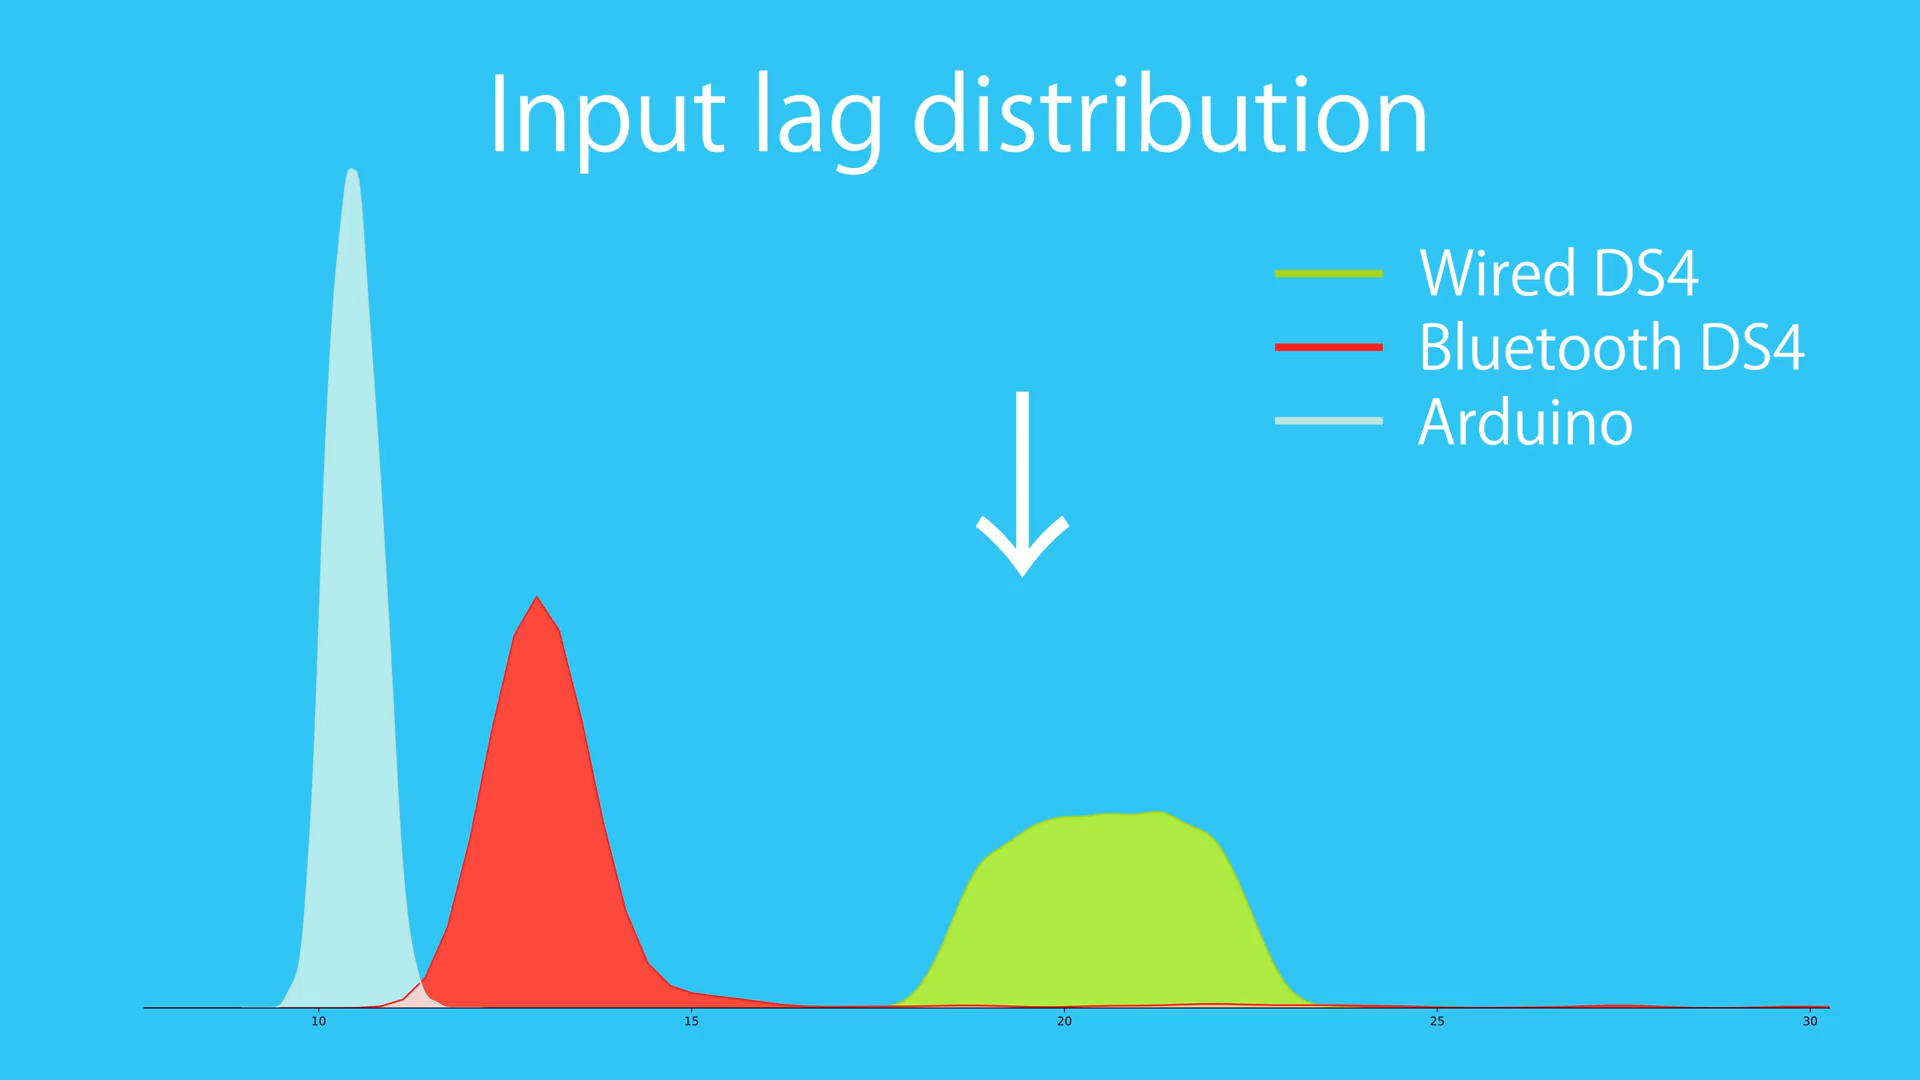 Input lag distribution
Wired DS4
Bluetooth DS4
Arduino
10 15 20 25 30